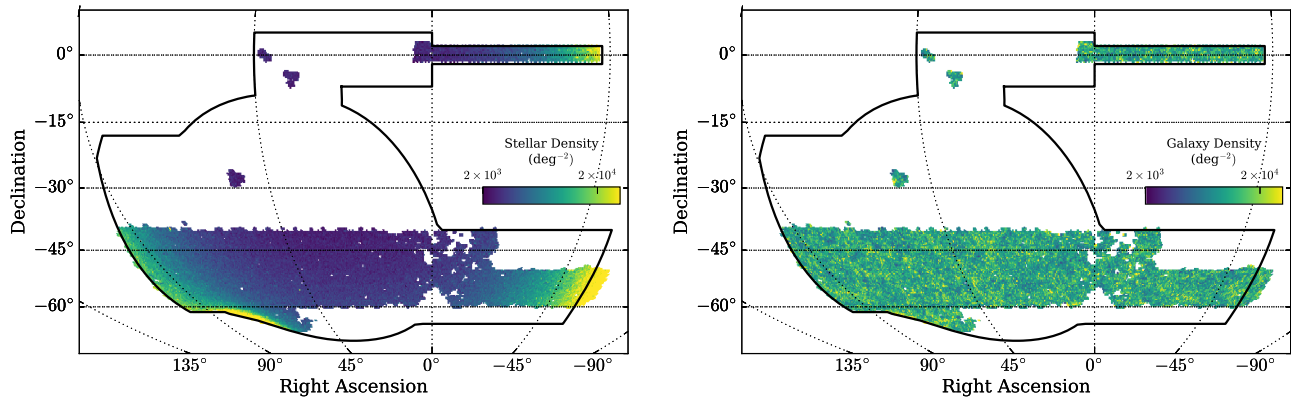 0°
−15°
−30°
−45°
−60°
Declination
Stellar Density
(deg⁻²)
2 × 10³
2 × 10⁴
135°
90°
45°
0°
−45°
−90°
Right Ascension
0°
−15°
−30°
−45°
−60°
Declination
Galaxy Density
(deg⁻²)
2 × 10³
2 × 10⁴
135°
90°
45°
0°
−45°
−90°
Right Ascension